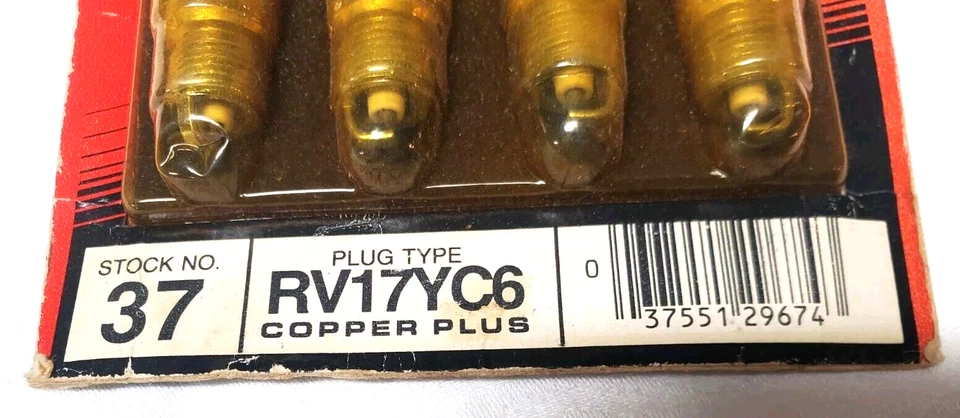 STOCK NO.
37
PLUG TYPE
RV17YC6
COPPER PLUS
0 37551 29674